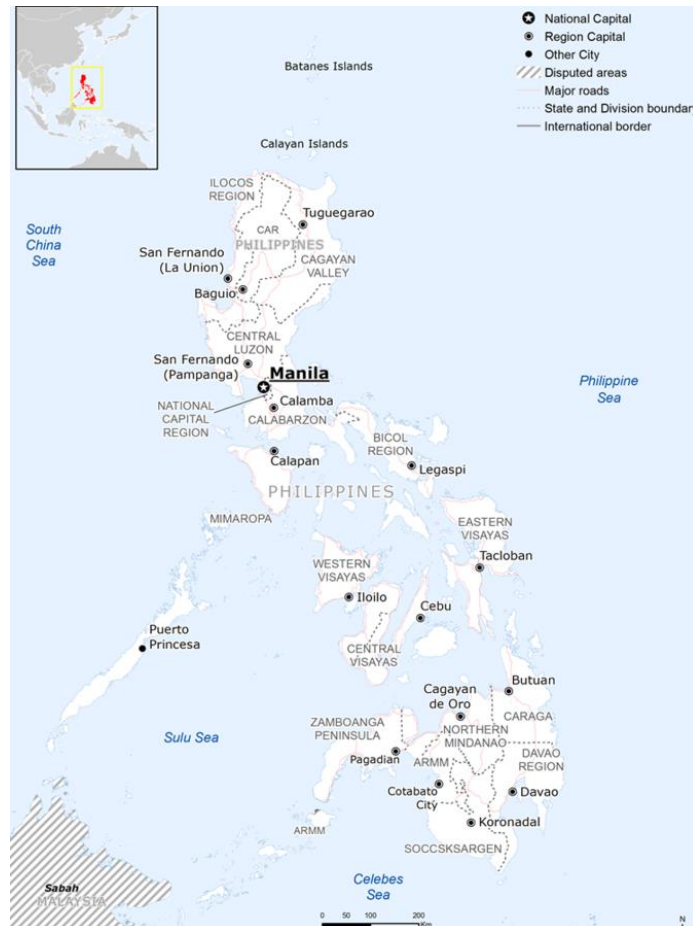 National Capital
Region Capital
Other City
Disputed areas
Major roads
State and Division boundary
International border
Batanes Islands
Calayan Islands
ILOCOS
REGION
Tuguegarao
South
China
Sea
CAR
PHILIPPINES
CAGAYAN
VALLEY
San Fernando
(La Union)
Baguio
CENTRAL
LUZON
San Fernando
(Pampanga)
Manila
Philippine
Sea
NATIONAL
CAPITAL
REGION
Calamba
CALABARZON
BICOL
REGION
Calapan
Legaspi
PHILIPPINES
MIMAROPA
EASTERN
VISAYAS
Tacloban
WESTERN
VISAYAS
Iloilo
Cebu
Puerto
Princesa
CENTRAL
VISAYAS
Butuan
Cagayan
de Oro
CARAGA
ZAMBOANGA
PENINSULA
NORTHERN
MINDANAO
Sulu Sea
DAVAO
REGION
Pagadian
ARMM
Cotabato
City
Davao
Koronadal
ARMM
SOCCSKSARGEN
Celebes
Sea
Sabah
MALAYSIA
0 50 100 200
Km
N